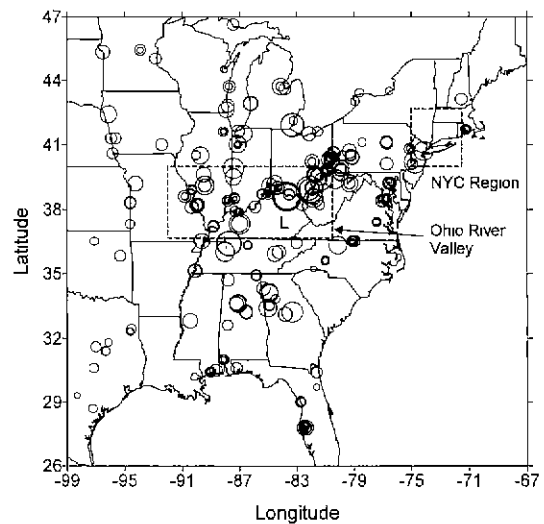 47
44
41
38
35
32
29
26
Latitude
-99
-95
-91
-87
-83
-79
-75
-71
-67
Longitude
NYC Region
L
Ohio River
Valley